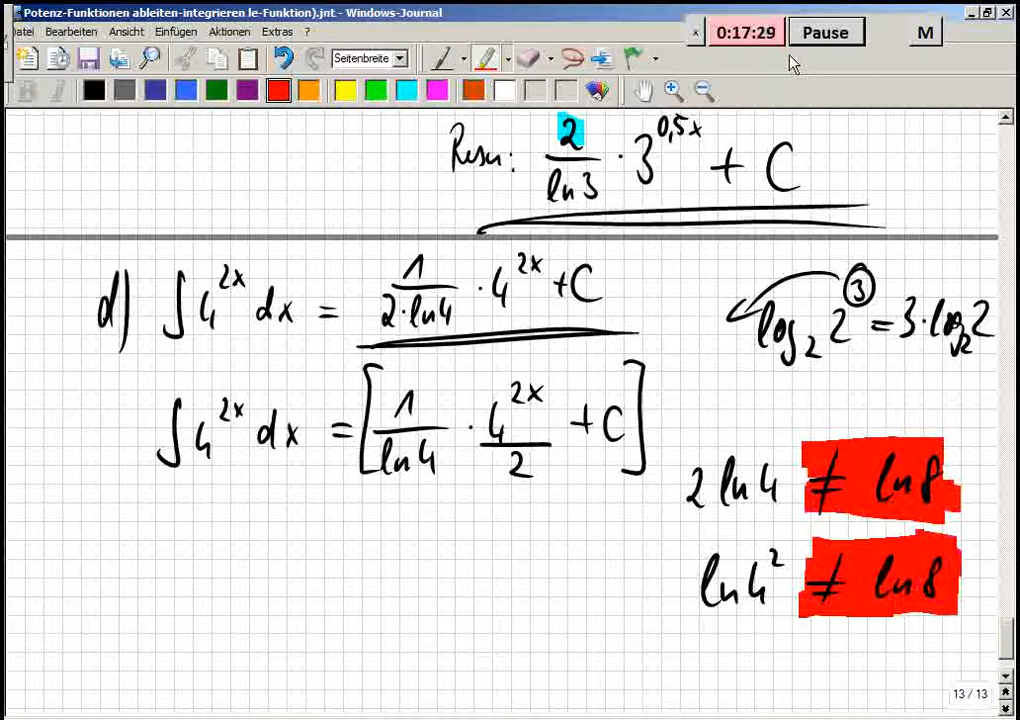 Potenz-Funktionen ableiten-integrieren le-Funktion).jnt - Windows-Journal
Datei Bearbeiten Ansicht Einfügen Aktionen Extras ?
0:17:29 Pause M
Seitenbreite
B I
Resu: 2/ln3 · 3^0,5x + C
d) ∫4^2x dx = 1/(2·ln4) · 4^2x + C
log₂ 2^③ = 3·log₂ 2
∫4^2x dx = [1/ln4 · 4^2x/2 + C]
2 ln4 ≠ ln8
ln4² ≠ ln8
13 / 13